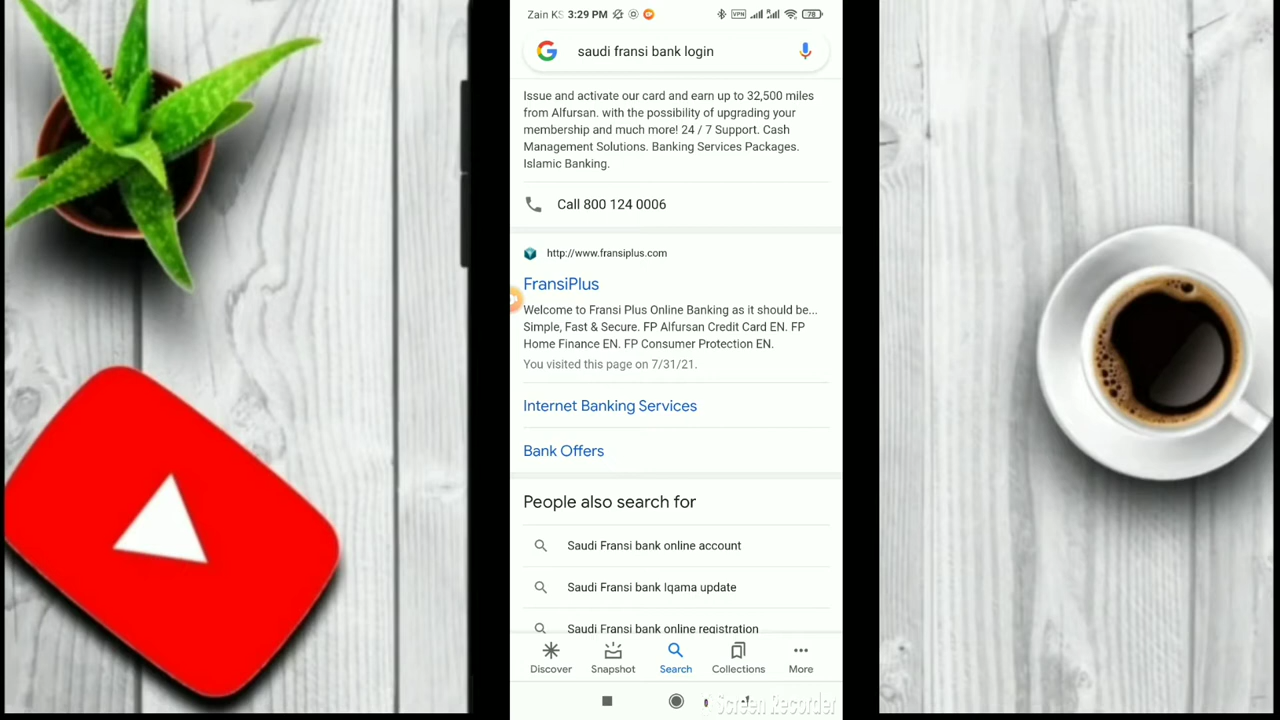 Zain KS 3:29 PM
VPN
78
saudi fransi bank login
Issue and activate our card and earn up to 32,500 miles
from Alfursan. with the possibility of upgrading your
membership and much more! 24 / 7 Support. Cash
Management Solutions. Banking Services Packages.
Islamic Banking.
Call 800 124 0006
http://www.fransiplus.com
FransiPlus
Welcome to Fransi Plus Online Banking as it should be...
Simple, Fast & Secure. FP Alfursan Credit Card EN. FP
Home Finance EN. FP Consumer Protection EN.
You visited this page on 7/31/21.
Internet Banking Services
Bank Offers
People also search for
Saudi Fransi bank online account
Saudi Fransi bank Iqama update
Saudi Fransi bank online registration
Discover Snapshot Search Collections More
Screen Recorder